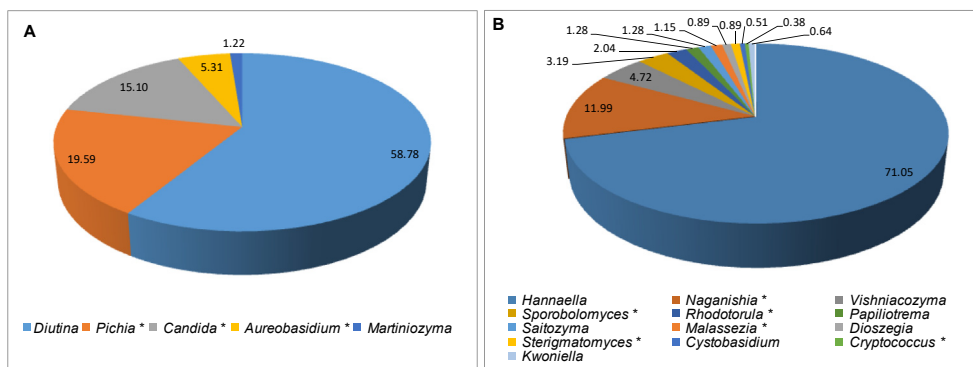 A
1.22
5.31
15.10
19.59
58.78
Diutina Pichia * Candida * Aureobasidium * Martiniozyma
B
0.89 0.51
1.15 0.89 0.38
1.28 1.28 0.64
2.04
3.19
4.72
11.99
71.05
Hannaella Naganishia * Vishniacozyma
Sporobolomyces * Rhodotorula * Papiliotrema
Saitozyma Malassezia * Dioszegia
Sterigmatomyces * Cystobasidium Cryptococcus *
Kwoniella